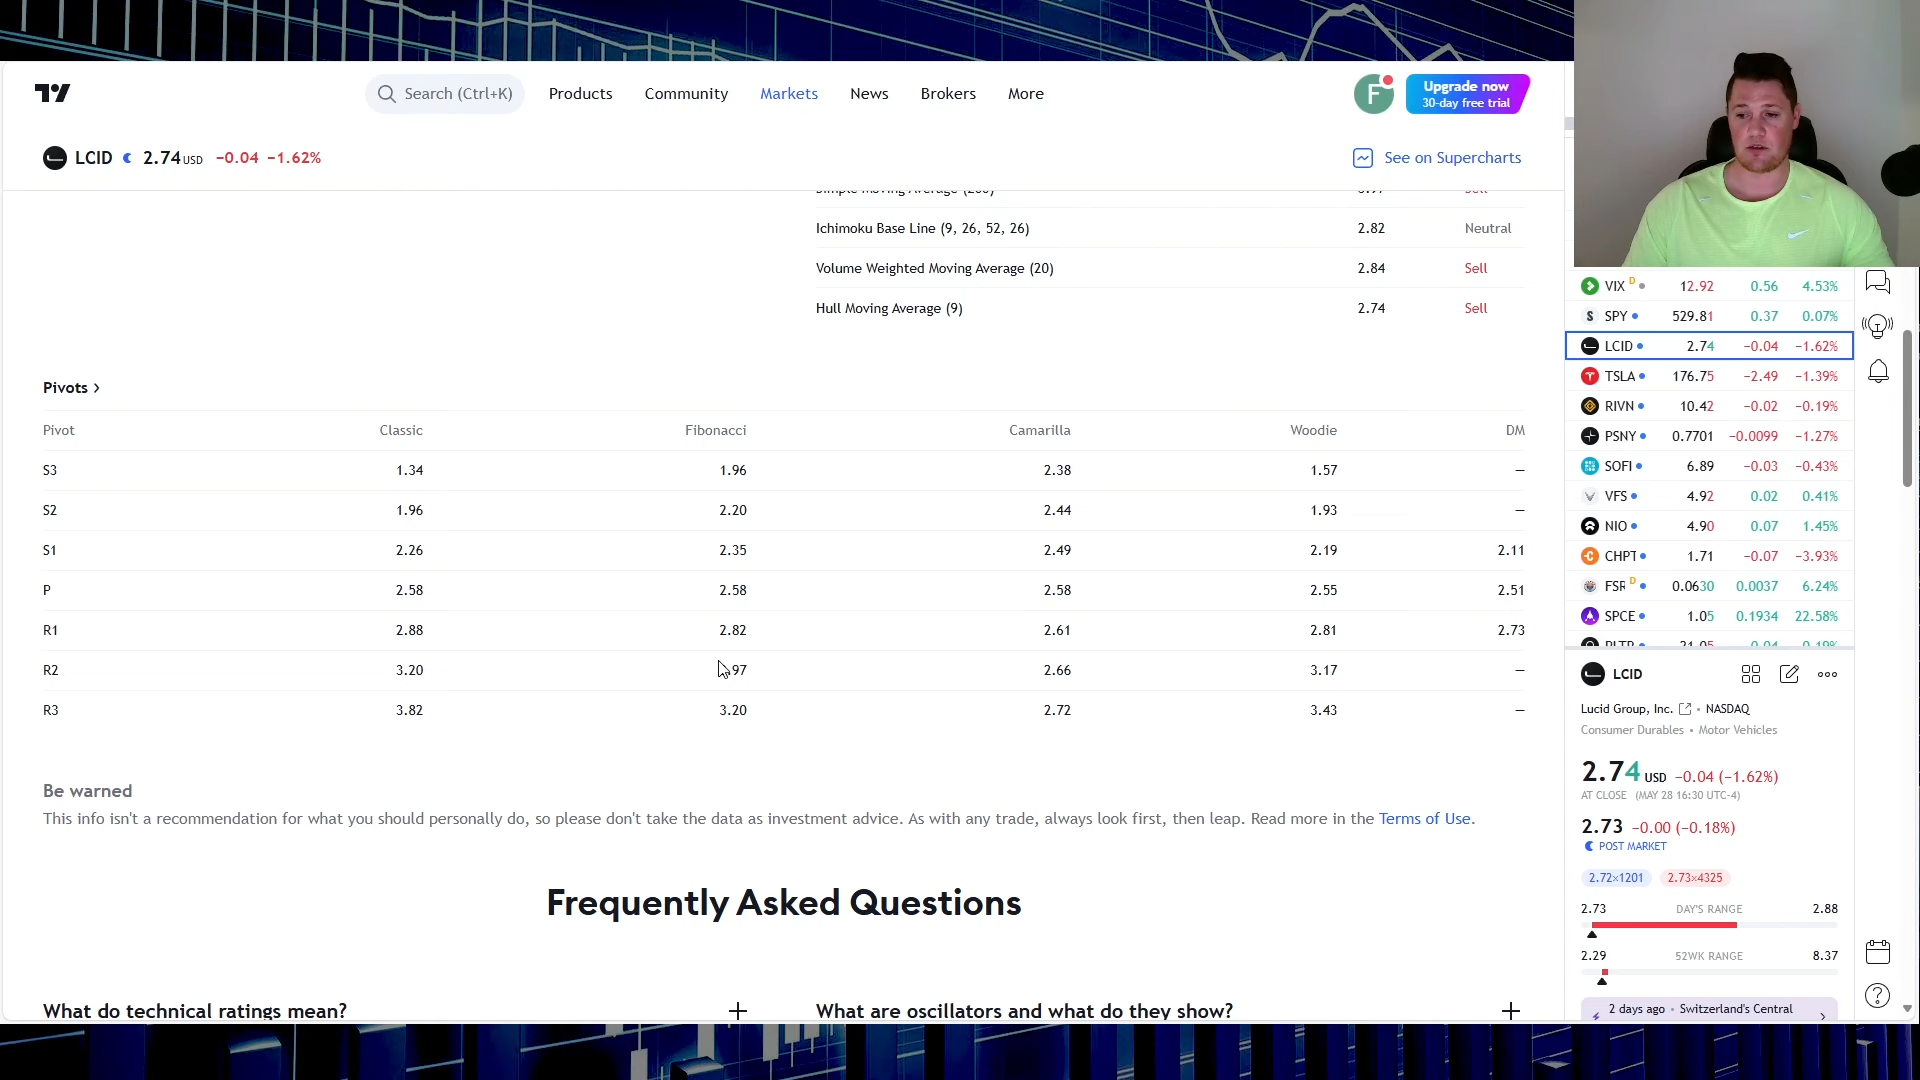 Search (Ctrl+K)
Products
Community
Markets
News
Brokers
More
F
Upgrade now
30-day free trial
LCID 2.74 USD −0.04 −1.62%
See on Supercharts
Ichimoku Base Line (9, 26, 52, 26) 2.82 Neutral
Volume Weighted Moving Average (20) 2.84 Sell
Hull Moving Average (9) 2.74 Sell
Pivots
Pivot Classic Fibonacci Camarilla Woodie DM
S3 1.34 1.96 2.38 1.57 —
S2 1.96 2.20 2.44 1.93 —
S1 2.26 2.35 2.49 2.19 2.11
P 2.58 2.58 2.58 2.55 2.51
R1 2.88 2.82 2.61 2.81 2.73
R2 3.20 97 2.66 3.17 —
R3 3.82 3.20 2.72 3.43 —
Be warned
This info isn't a recommendation for what you should personally do, so please don't take the data as investment advice. As with any trade, always look first, then leap. Read more in the Terms of Use.
Frequently Asked Questions
What do technical ratings mean?
What are oscillators and what do they show?
VIX D 12.92 0.56 4.53%
SPY 529.81 0.37 0.07%
LCID 2.74 −0.04 −1.62%
TSLA 176.75 −2.49 −1.39%
RIVN 10.42 −0.02 −0.19%
PSNY 0.7701 −0.0099 −1.27%
SOFI 6.89 −0.03 −0.43%
VFS 4.92 0.02 0.41%
NIO 4.90 0.07 1.45%
CHPT 1.71 −0.07 −3.93%
FSR D 0.0630 0.0037 6.24%
SPCE 1.05 0.1934 22.58%
LCID
Lucid Group, Inc. • NASDAQ
Consumer Durables • Motor Vehicles
2.74 USD −0.04 (−1.62%)
AT CLOSE (MAY 28 16:30 UTC-4)
2.73 −0.00 (−0.18%)
POST MARKET
2.72×1201 2.73×4325
2.73 DAY'S RANGE 2.88
2.29 52WK RANGE 8.37
2 days ago • Switzerland's Central